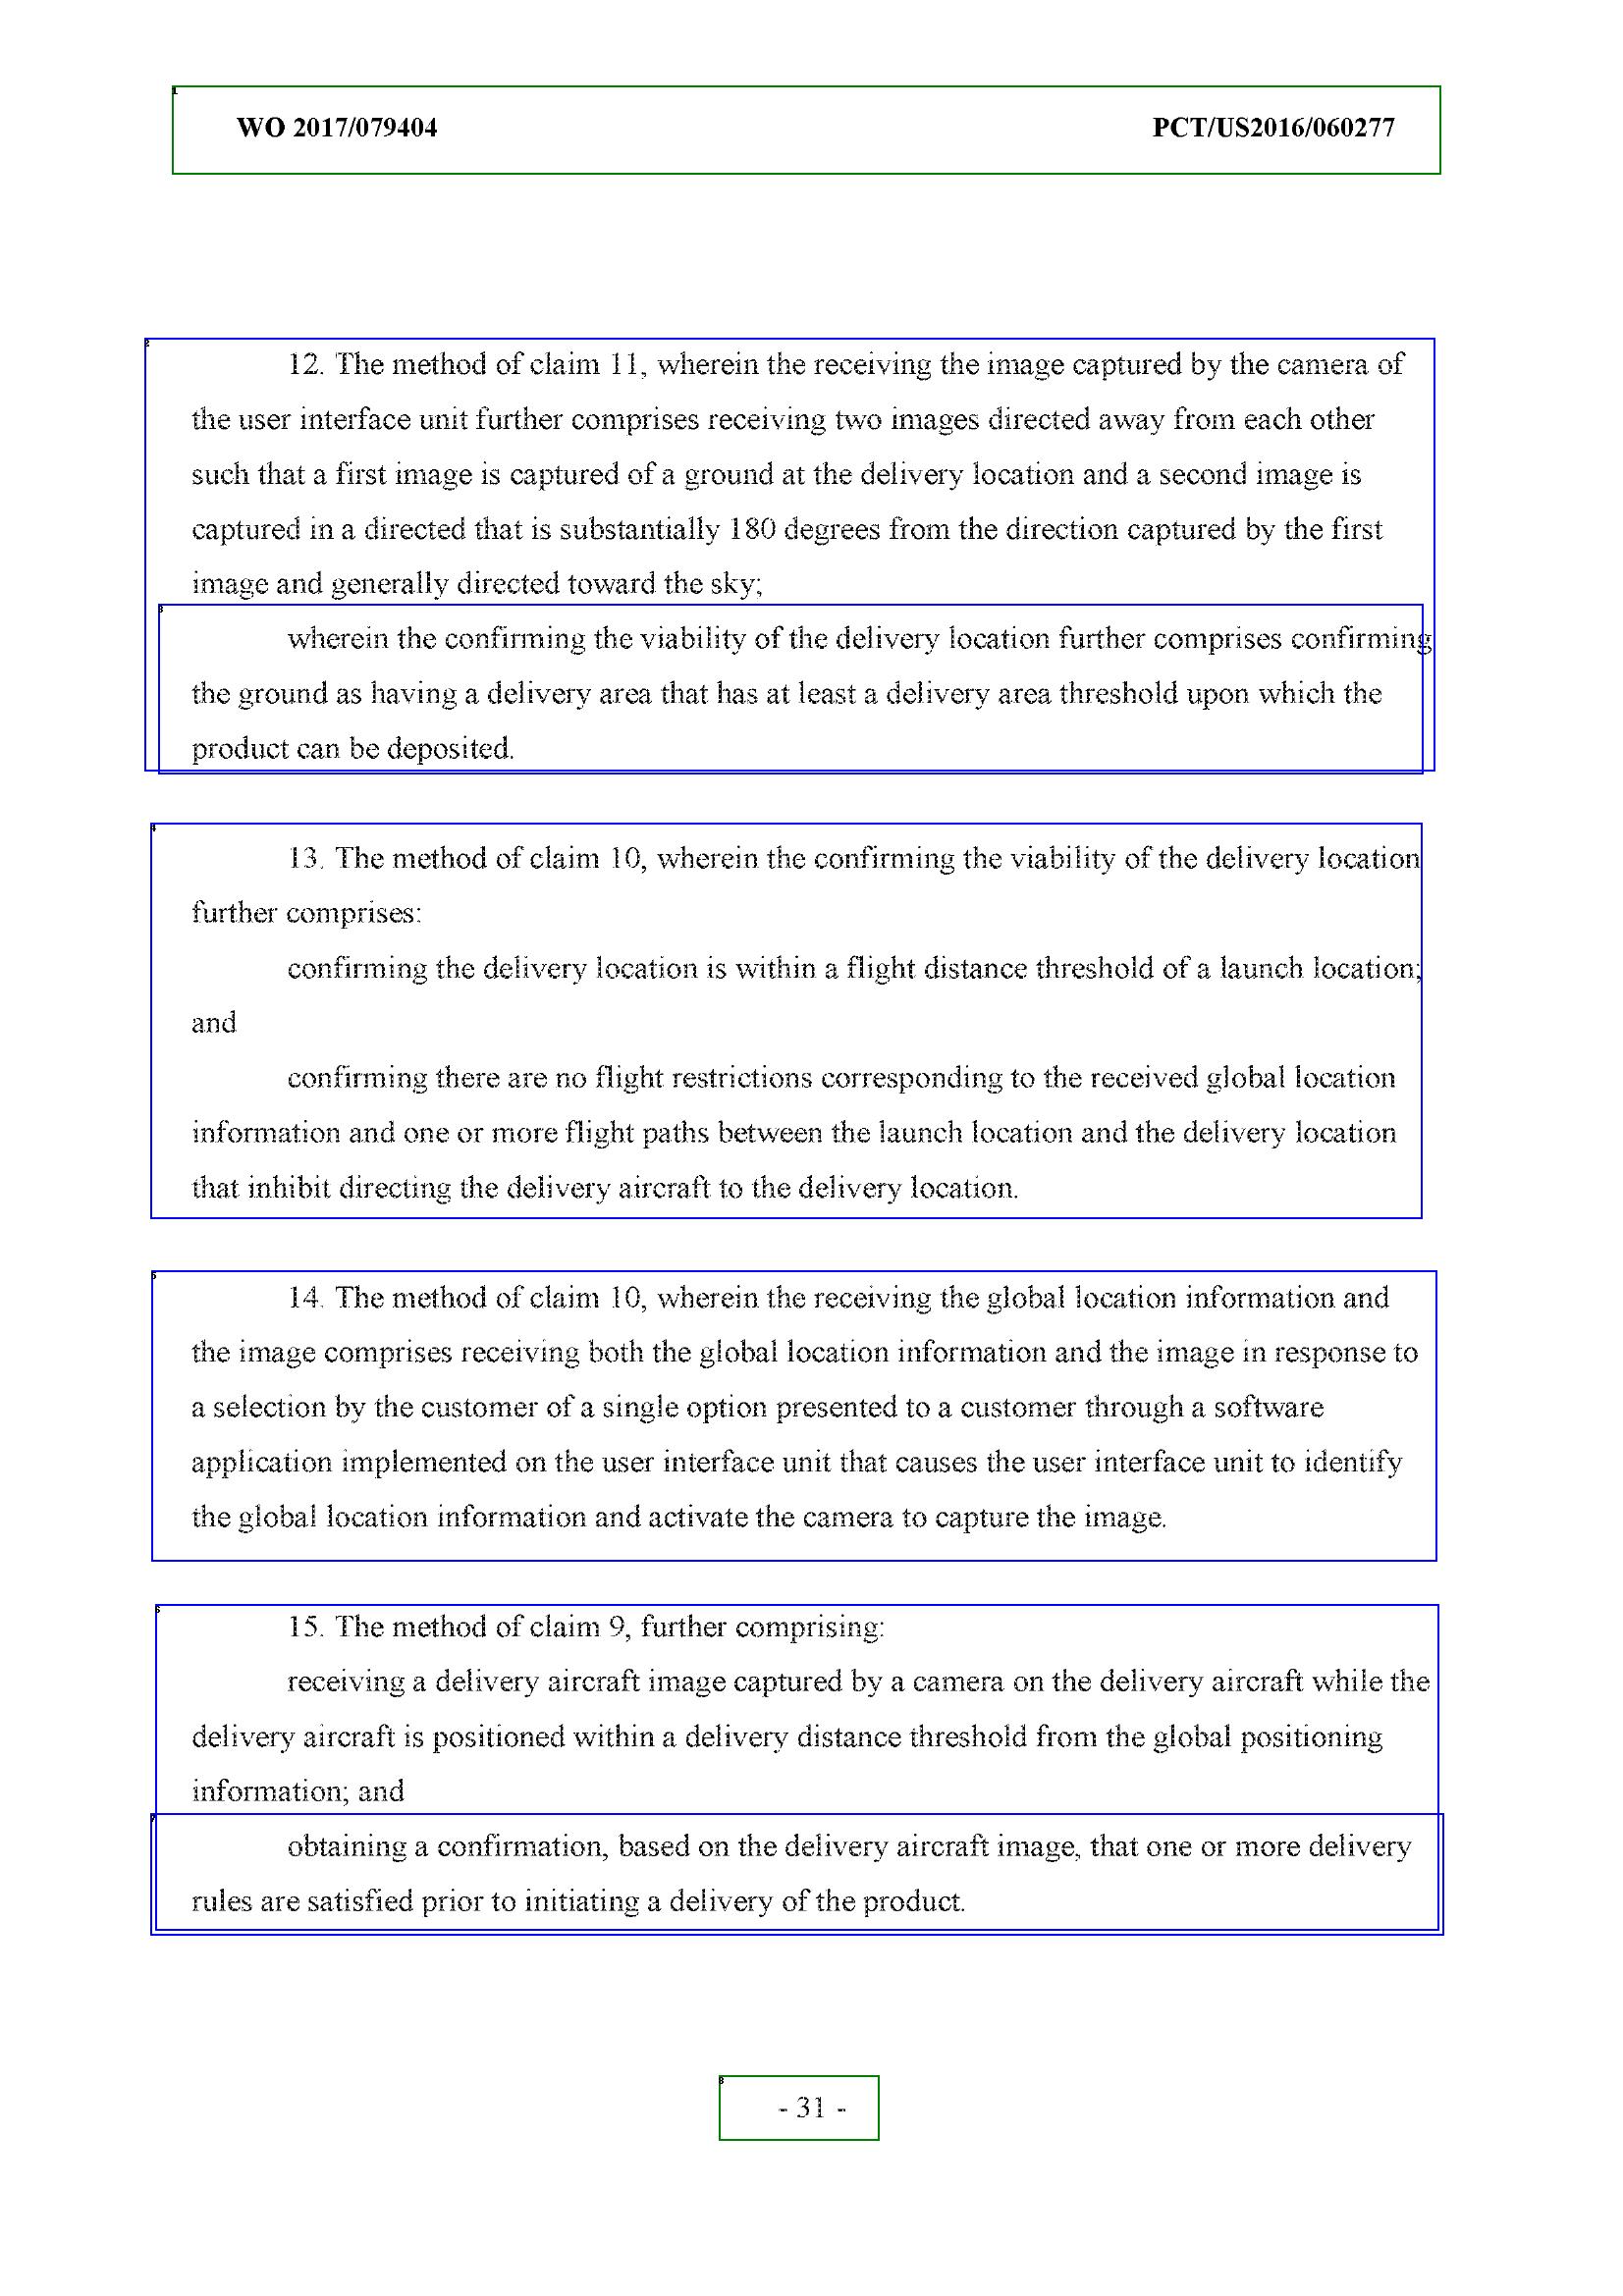 WO 2017/079404 PCT/US2016/060277
12. The method of claim 11, wherein the receiving the image captured by the camera of
the user interface unit further comprises receiving two images directed away from each other
such that a first image is captured of a ground at the delivery location and a second image is
captured in a directed that is substantially 180 degrees from the direction captured by the first
image and generally directed toward the sky;
wherein the confirming the viability of the delivery location further comprises confirming
the ground as having a delivery area that has at least a delivery area threshold upon which the
product can be deposited.
13. The method of claim 10, wherein the confirming the viability of the delivery location
further comprises:
confirming the delivery location is within a flight distance threshold of a launch location;
and
confirming there are no flight restrictions corresponding to the received global location
information and one or more flight paths between the launch location and the delivery location
that inhibit directing the delivery aircraft to the delivery location.
14. The method of claim 10, wherein the receiving the global location information and
the image comprises receiving both the global location information and the image in response to
a selection by the customer of a single option presented to a customer through a software
application implemented on the user interface unit that causes the user interface unit to identify
the global location information and activate the camera to capture the image.
15. The method of claim 9, further comprising:
receiving a delivery aircraft image captured by a camera on the delivery aircraft while the
delivery aircraft is positioned within a delivery distance threshold from the global positioning
information; and
obtaining a confirmation, based on the delivery aircraft image, that one or more delivery
rules are satisfied prior to initiating a delivery of the product.
- 31 -